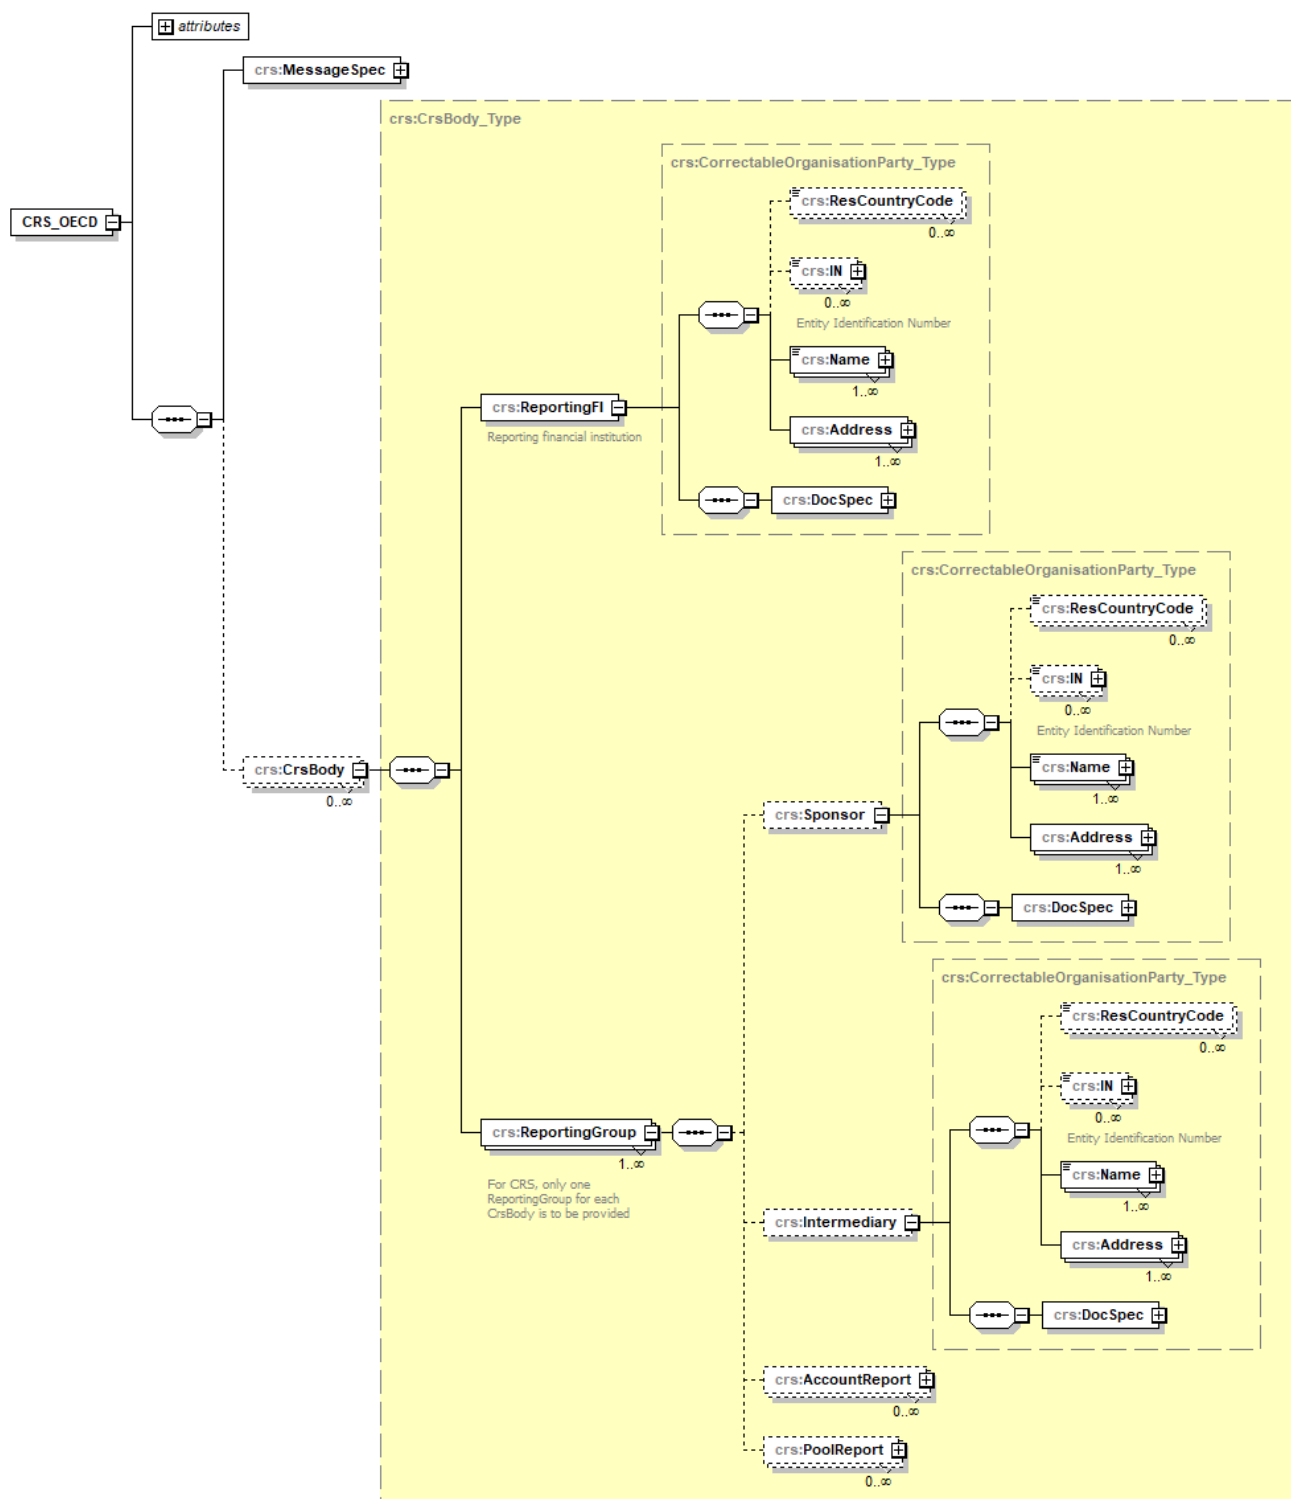 attributes
crs:MessageSpec
crs:CrsBody_Type
crs:CorrectableOrganisationParty_Type
crs:ResCountryCode
0..∞
CRS_OECD
crs:IN
0..∞
Entity Identification Number
crs:Name
1..∞
crs:ReportingFI
Reporting financial institution
crs:Address
1..∞
crs:DocSpec
crs:CorrectableOrganisationParty_Type
crs:ResCountryCode
0..∞
crs:IN
0..∞
Entity Identification Number
crs:CrsBody
0..∞
crs:Name
1..∞
crs:Sponsor
crs:Address
1..∞
crs:DocSpec
crs:CorrectableOrganisationParty_Type
crs:ResCountryCode
0..∞
crs:IN
0..∞
Entity Identification Number
crs:ReportingGroup
1..∞
For CRS, only one
ReportingGroup for each
CrsBody is to be provided
crs:Name
1..∞
crs:Intermediary
crs:Address
1..∞
crs:DocSpec
crs:AccountReport
0..∞
crs:PoolReport
0..∞